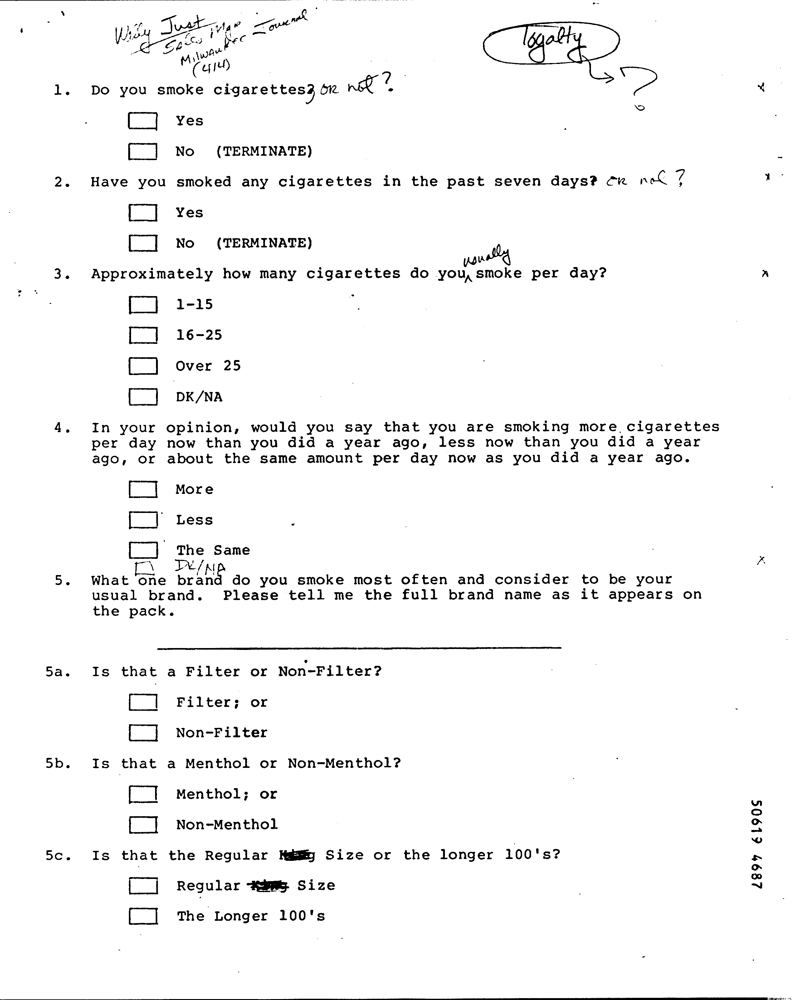 Just
Sales Man
Milwaukee Journal
(414)
loyalty
?
1. Do you smoke cigarettes? or not?
Yes
No (TERMINATE)
2. Have you smoked any cigarettes in the past seven days? or not?
Yes
No (TERMINATE)
usually
3. Approximately how many cigarettes do you smoke per day?
1-15
16-25
Over 25
DK/NA
4. In your opinion, would you say that you are smoking more cigarettes
per day now than you did a year ago, less now than you did a year
ago, or about the same amount per day now as you did a year ago.
More
Less
The Same
DK/NA
5. What one brand do you smoke most often and consider to be your
usual brand. Please tell me the full brand name as it appears on
the pack.
5a. Is that a Filter or Non-Filter?
Filter; or
Non-Filter
5b. Is that a Menthol or Non-Menthol?
Menthol; or
Non-Menthol
5c. Is that the Regular King Size or the longer 100's?
Regular King Size
The Longer 100's
50619 4687